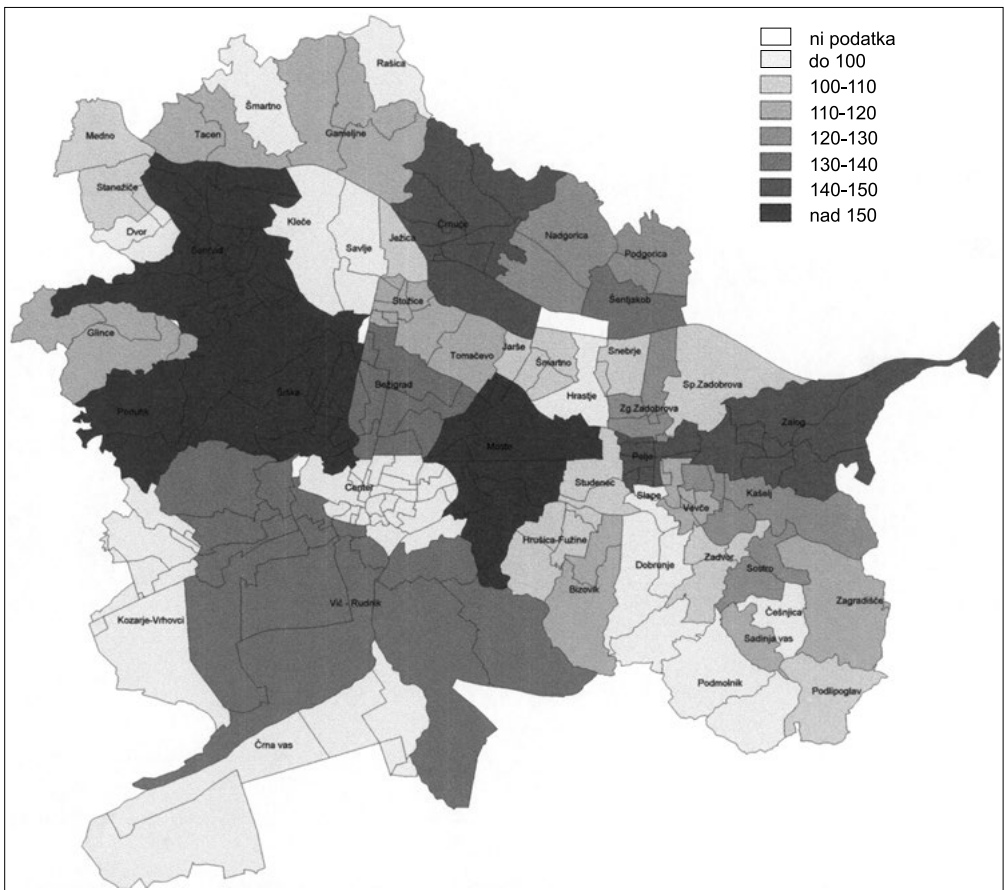 ni podatka
do 100
100-110
110-120
120-130
130-140
140-150
nad 150
Rašica
Šmartno
Medno
Tacen
Gameljne
Stanežiče
Dvor
Kleče
Savlje
Ježica
Črnuče
Nadgorica
Podgorica
Šentvid
Stožice
Šentjakob
Glince
Tomačevo
Jarše
Šmartno
Snebrje
Sp.Zadobrova
Podutik
Šiška
Bežigrad
Hrastje
Zg.Zadobrova
Zalog
Moste
Polje
Center
Studenec
Slape
Kašelj
Vevče
Hrušica-Fužine
Zadvor
Bizovik
Dobrunje
Sostro
Kozarje-Vrhovci
Vič - Rudnik
Češnjica
Zagradišče
Sadinja vas
Podmolnik
Podlipoglav
Črna vas